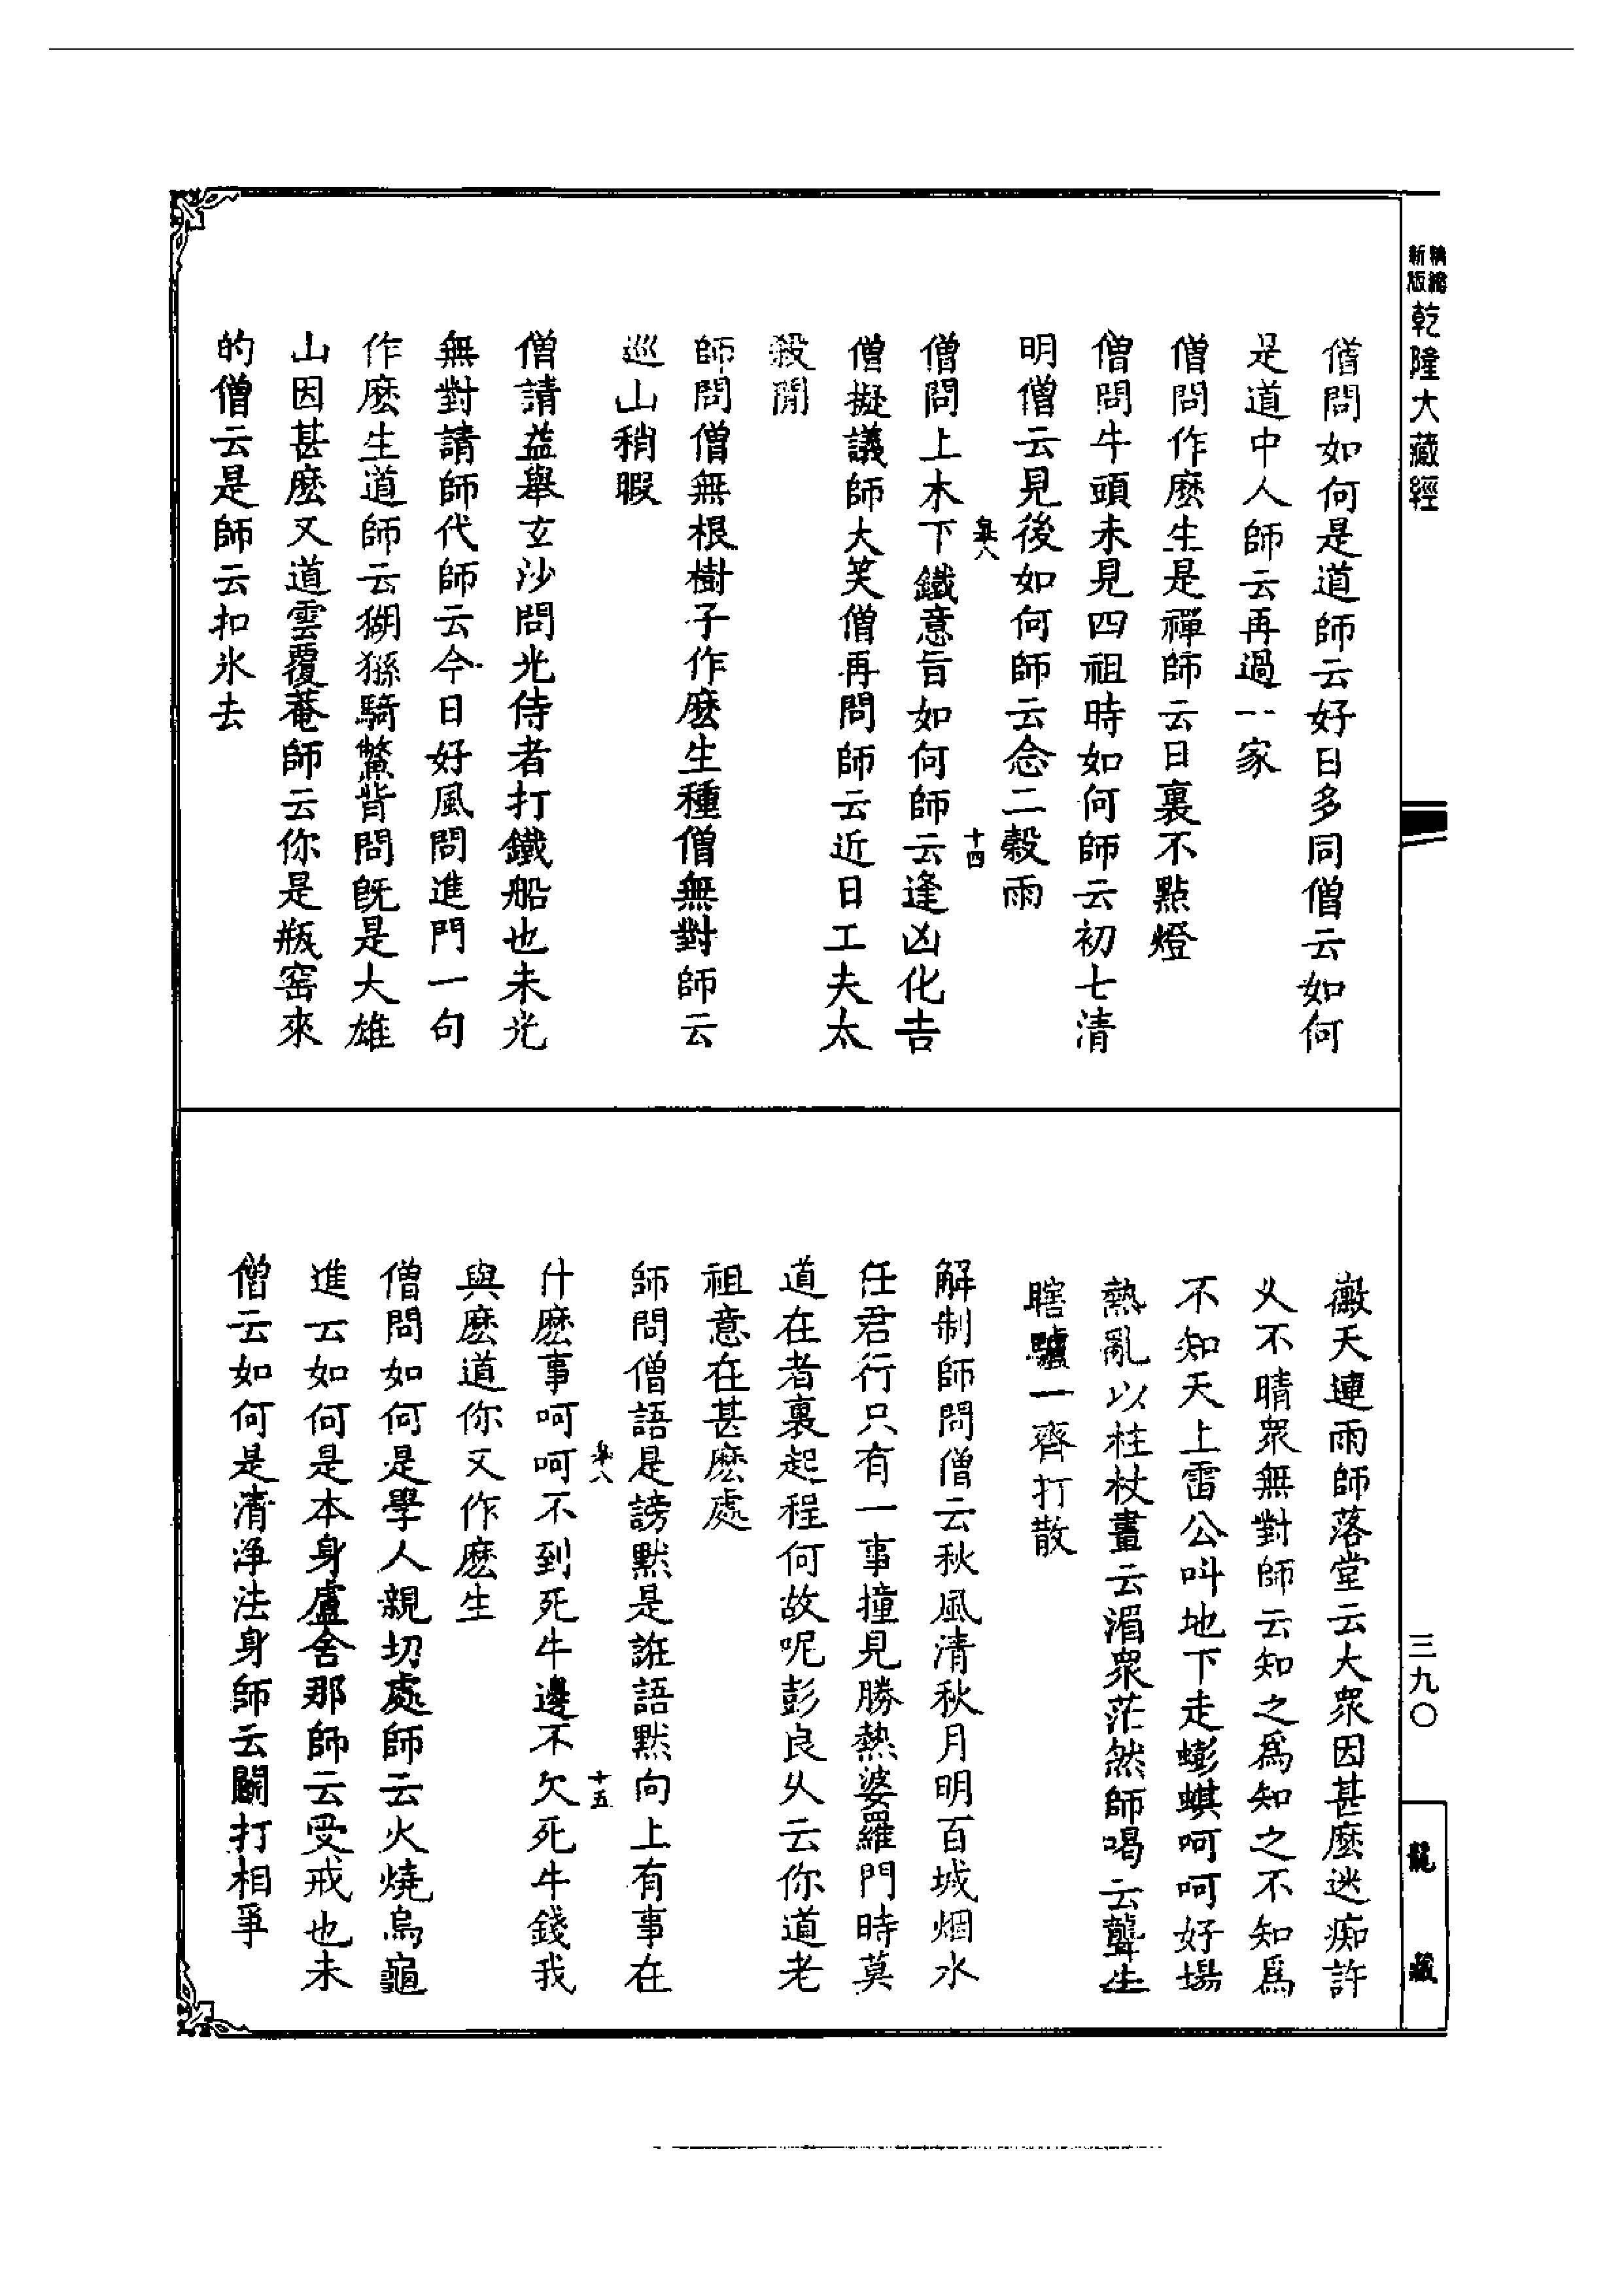 精縮
新版
乾隆大藏經
僧問如何是道師云好日多同僧云如何
是道中人師云再過一家
僧問作麽生是禪師云日裏不點燈
僧問牛頭未見四祖時如何師云初七清
明僧云見後如何師云念二穀雨
僧問上木下鐵意旨如何師云逢凶化吉
僧擬議師大笑僧再問師云近日工夫太
殺閒
師問僧無根樹子作麽生種僧無對師云
巡山稍暇
僧請益舉玄沙問光侍者打鐵船也未光
無對請師代師云今日好風問進門一句
作麽生道師云猢猻騎鱉背問旣是大雄
山因甚麽又道雲覆菴師云你是瓶窑來
的僧云是師云扣氷去
十四
三九〇
龍藏
徽天連雨師落堂云大衆因甚麽迷痴許
乆不晴衆無對師云知之爲知之不知爲
不知天上雷公叫地下走蟛蜞呵呵好場
熱亂以柱杖畫云湄衆茫然師喝云聾生
瞎驢一齊打散
解制師問僧云秋風清秋月明百城烟水
任君行只有一事撞見勝熱婆羅門時莫
道在者裏起程何故呢彭良乆云你道老
祖意在甚麽處
師問僧語是謗默是誑語默向上有事在
什麽事呵呵不到死牛邊不欠死牛錢我
與麽道你又作麽生
僧問如何是學人親切處師云火燒烏龜
進云如何是本身盧舍那師云受戒也未
僧云如何是清淨法身師云鬬打相爭
十五